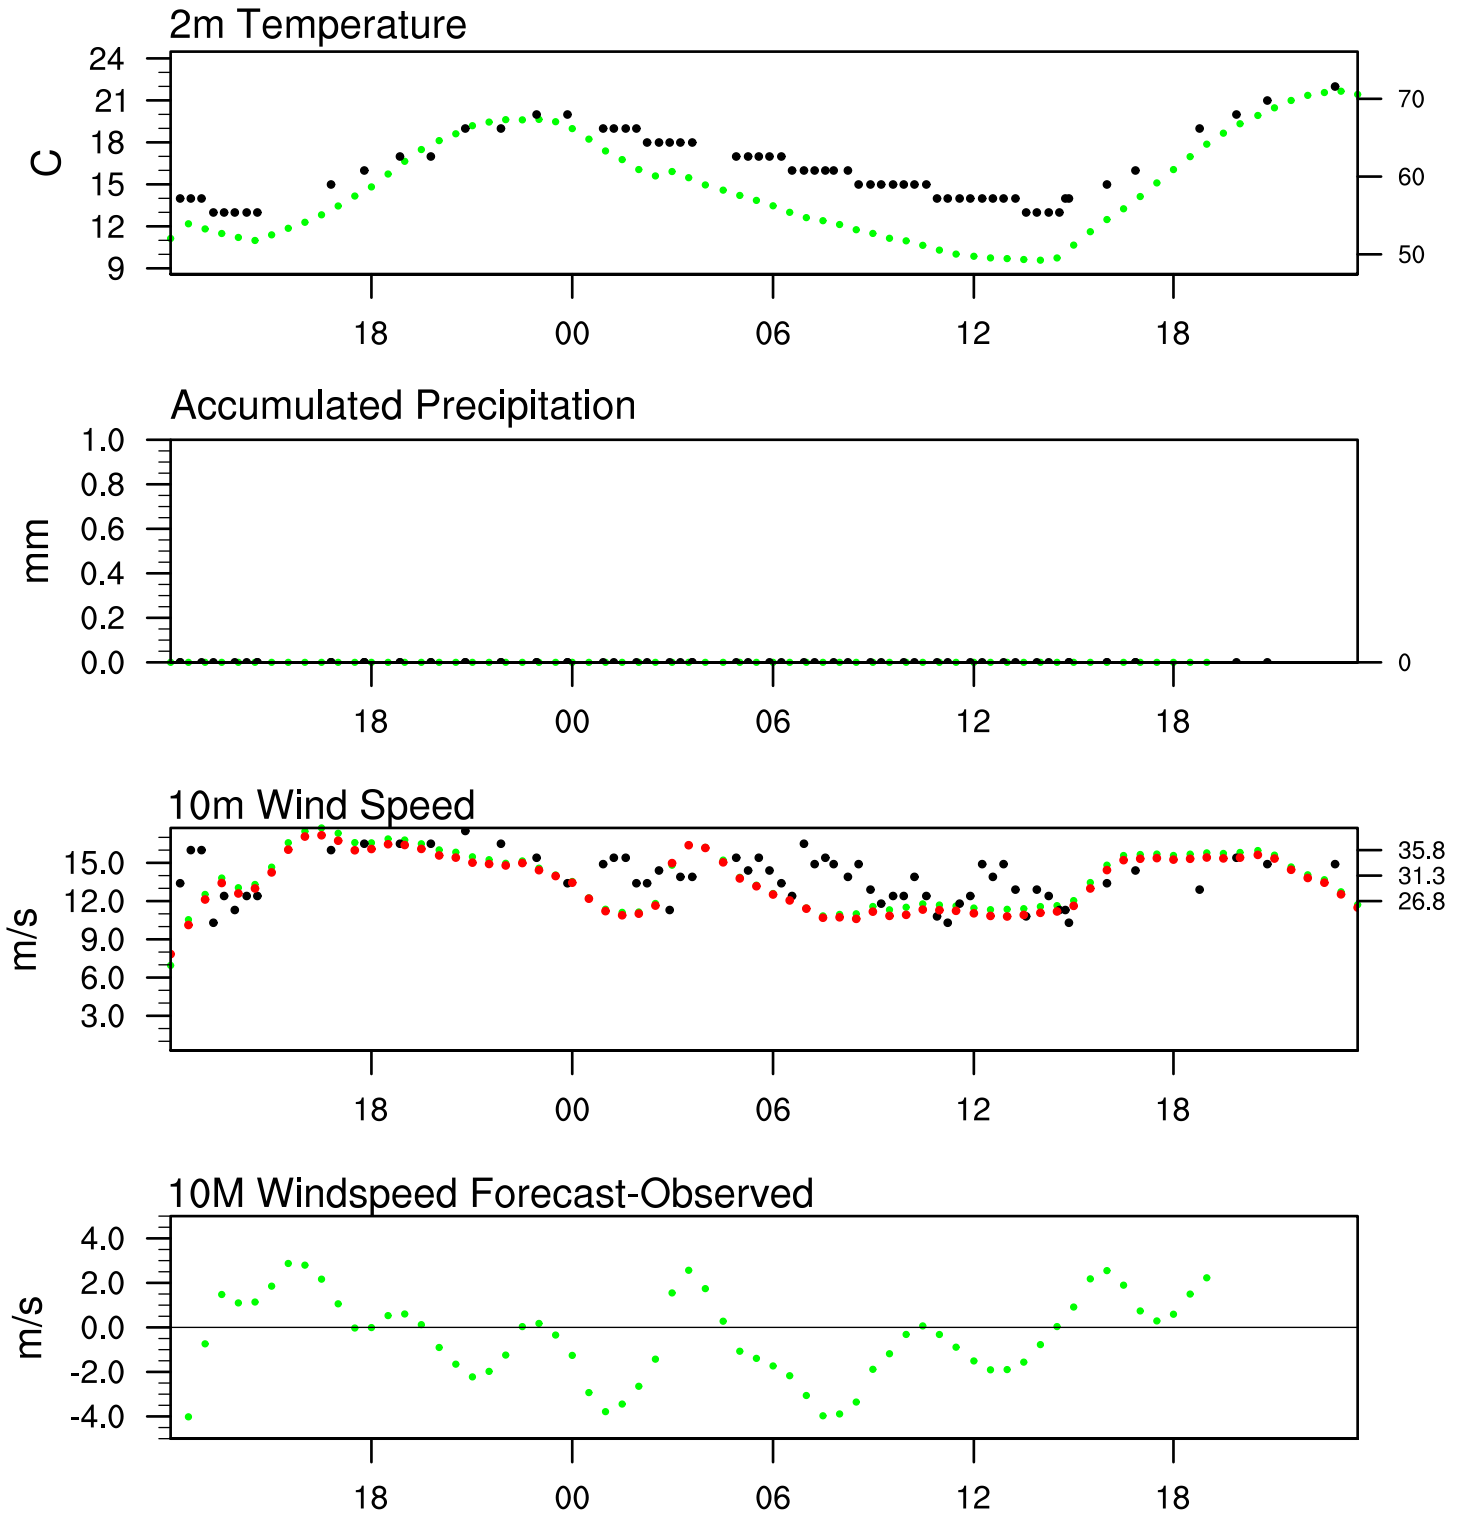 2m Temperature
24
21
18
15
12
9
C
70
60
50
18 00 06 12 18
Accumulated Precipitation
1.0
0.8
0.6
0.4
0.2
0.0
mm
0
18 00 06 12 18
10m Wind Speed
15.0
12.0
9.0
6.0
3.0
m/s
35.8
31.3
26.8
18 00 06 12 18
10M Windspeed Forecast-Observed
4.0
2.0
0.0
-2.0
-4.0
m/s
18 00 06 12 18